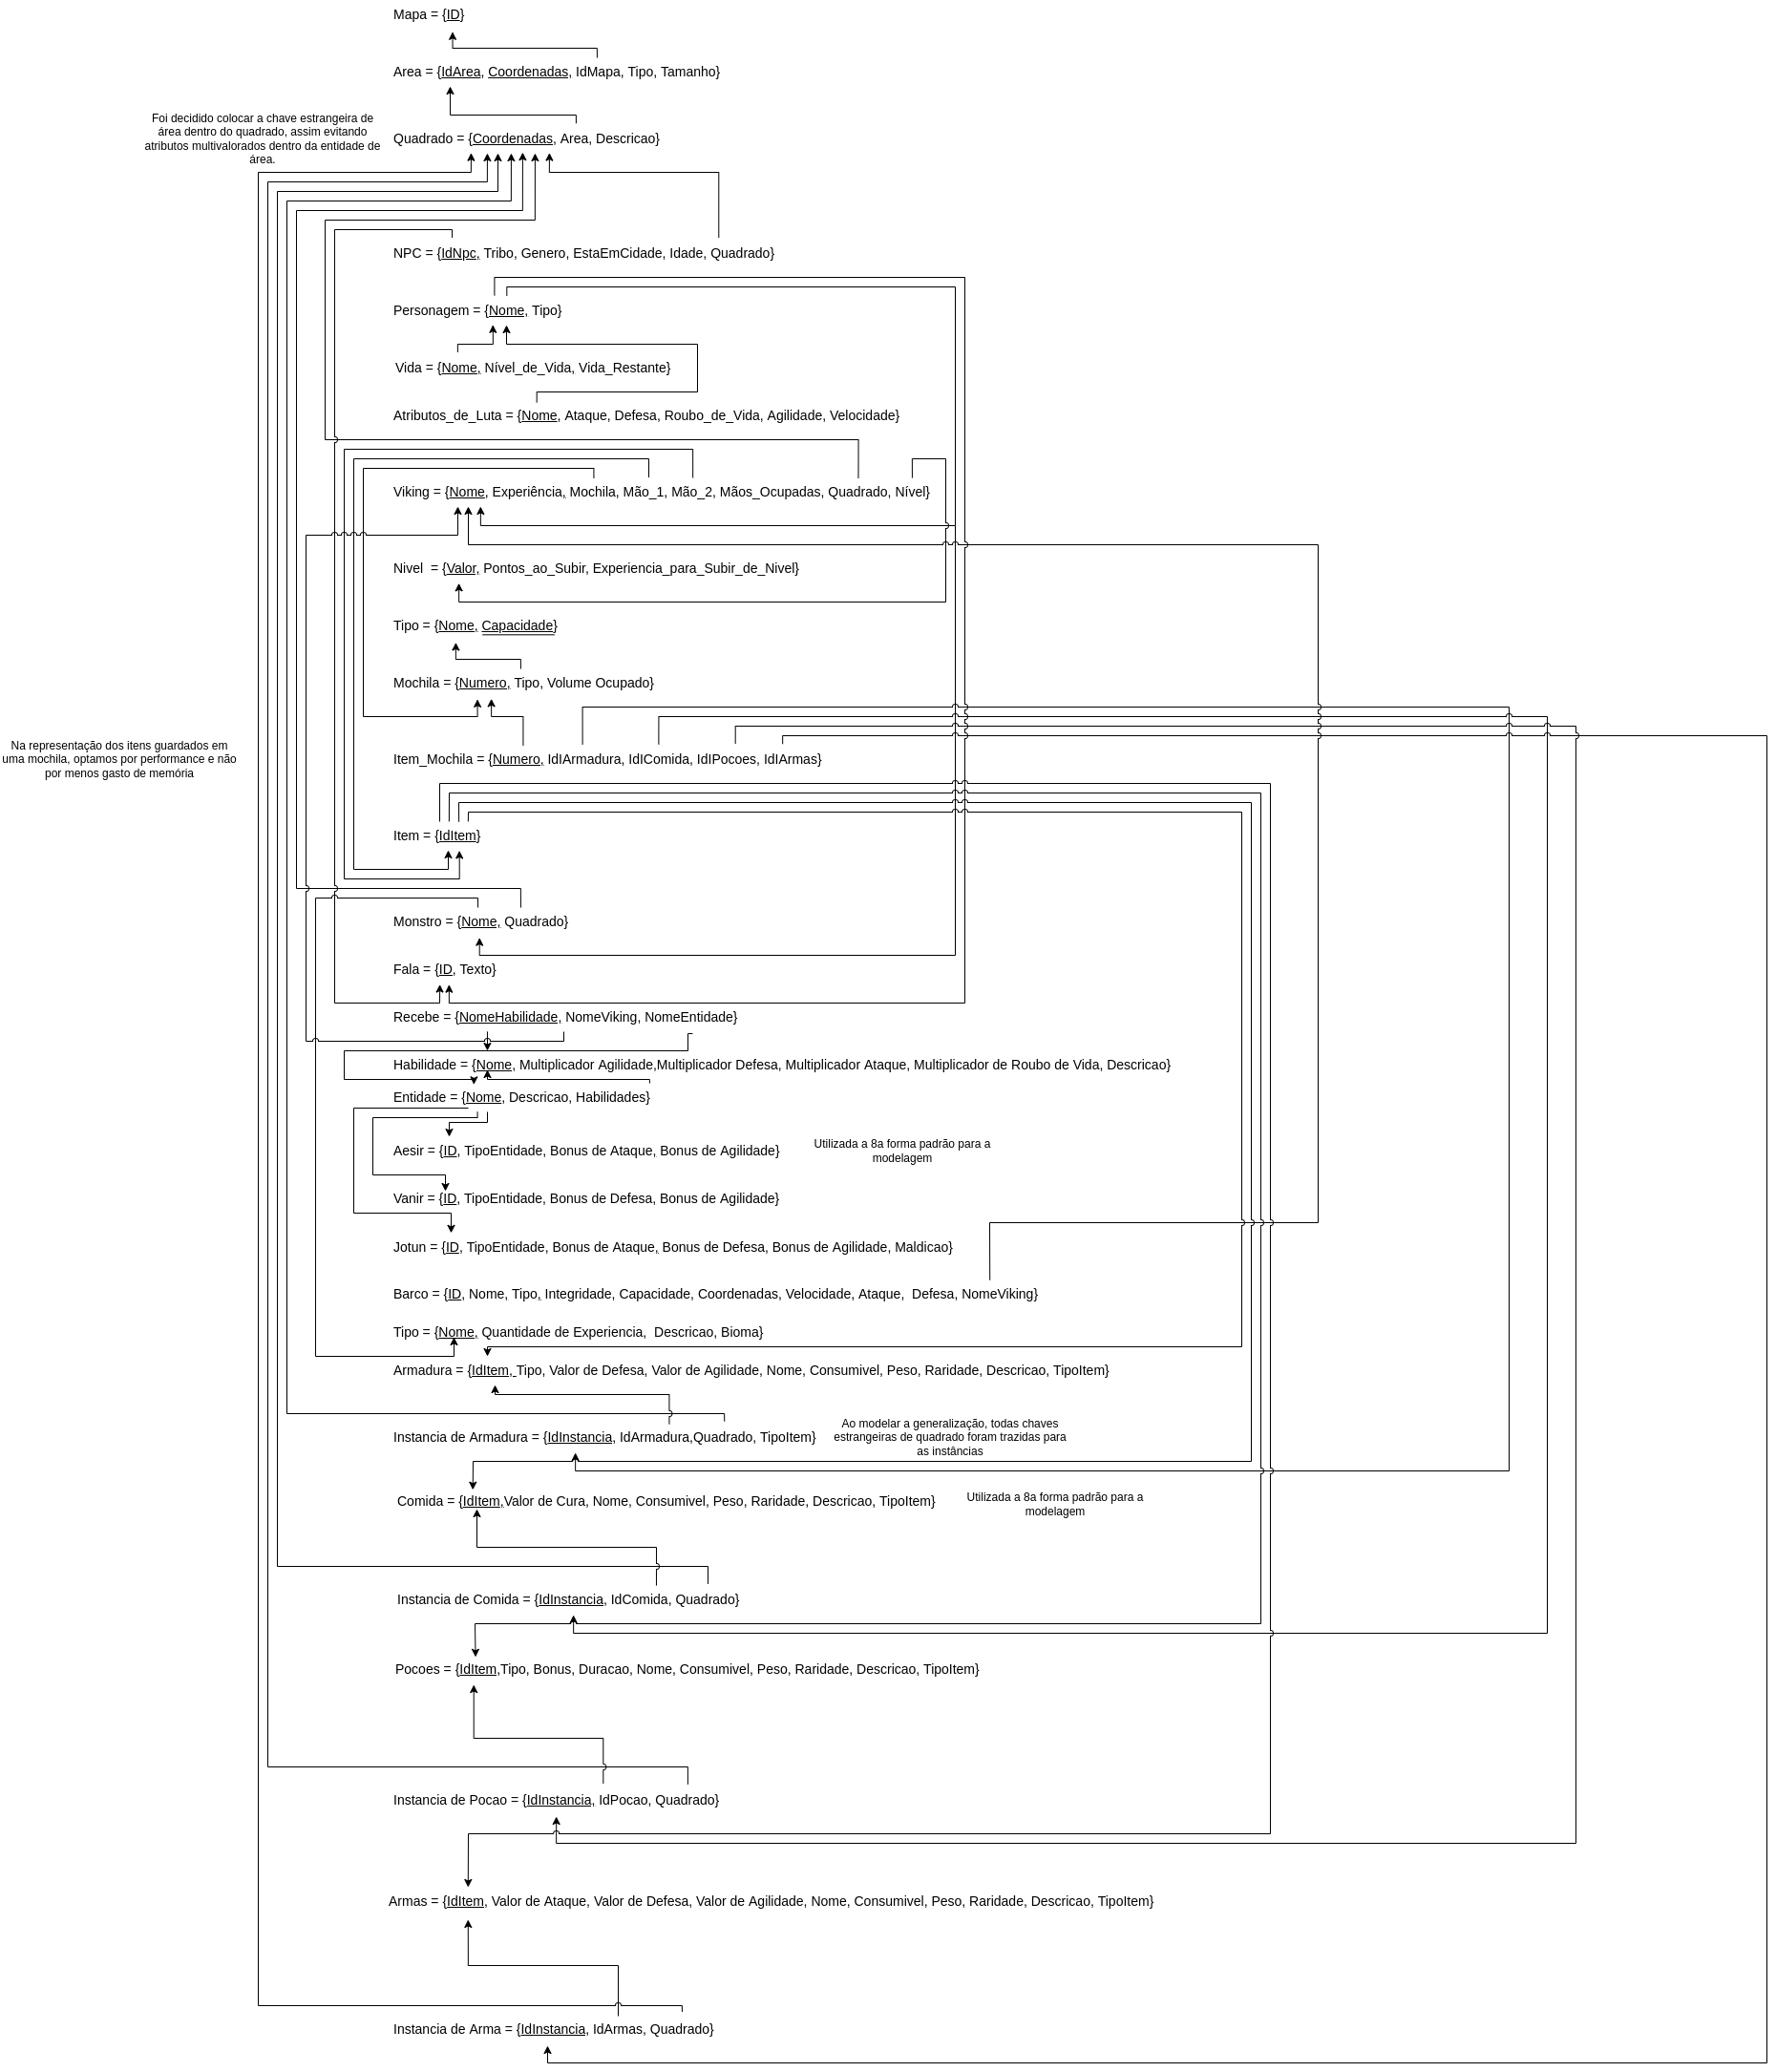 Mapa = {ID}
Area = {IdArea, Coordenadas, IdMapa, Tipo, Tamanho}
Foi decidido colocar a chave estrangeira de
área dentro do quadrado, assim evitando
atributos multivalorados dentro da entidade de
área.
Quadrado = {Coordenadas, Area, Descricao}
NPC = {IdNpc, Tribo, Genero, EstaEmCidade, Idade, Quadrado}
Personagem = {Nome, Tipo}
Vida = {Nome, Nível_de_Vida, Vida_Restante}
Atributos_de_Luta = {Nome, Ataque, Defesa, Roubo_de_Vida, Agilidade, Velocidade}
Viking = {Nome, Experiência, Mochila, Mão_1, Mão_2, Mãos_Ocupadas, Quadrado, Nível}
Nivel  = {Valor, Pontos_ao_Subir, Experiencia_para_Subir_de_Nivel}
Tipo = {Nome, Capacidade}
Mochila = {Numero, Tipo, Volume Ocupado}
Na representação dos itens guardados em
uma mochila, optamos por performance e não
por menos gasto de memória
Item_Mochila = {Numero, IdIArmadura, IdIComida, IdIPocoes, IdIArmas}
Item = {IdItem}
Monstro = {Nome, Quadrado}
Fala = {ID, Texto}
Recebe = {NomeHabilidade, NomeViking, NomeEntidade}
Habilidade = {Nome, Multiplicador Agilidade,Multiplicador Defesa, Multiplicador Ataque, Multiplicador de Roubo de Vida, Descricao}
Entidade = {Nome, Descricao, Habilidades}
Aesir = {ID, TipoEntidade, Bonus de Ataque, Bonus de Agilidade}
Utilizada a 8a forma padrão para a
modelagem
Vanir = {ID, TipoEntidade, Bonus de Defesa, Bonus de Agilidade}
Jotun = {ID, TipoEntidade, Bonus de Ataque, Bonus de Defesa, Bonus de Agilidade, Maldicao}
Barco = {ID, Nome, Tipo, Integridade, Capacidade, Coordenadas, Velocidade, Ataque,  Defesa, NomeViking}
Tipo = {Nome, Quantidade de Experiencia,  Descricao, Bioma}
Armadura = {IdItem, Tipo, Valor de Defesa, Valor de Agilidade, Nome, Consumivel, Peso, Raridade, Descricao, TipoItem}
Instancia de Armadura = {IdInstancia, IdArmadura,Quadrado, TipoItem}
Ao modelar a generalização, todas chaves
estrangeiras de quadrado foram trazidas para
as instâncias
Comida = {IdItem,Valor de Cura, Nome, Consumivel, Peso, Raridade, Descricao, TipoItem}
Utilizada a 8a forma padrão para a
modelagem
Instancia de Comida = {IdInstancia, IdComida, Quadrado}
Pocoes = {IdItem,Tipo, Bonus, Duracao, Nome, Consumivel, Peso, Raridade, Descricao, TipoItem}
Instancia de Pocao = {IdInstancia, IdPocao, Quadrado}
Armas = {IdItem, Valor de Ataque, Valor de Defesa, Valor de Agilidade, Nome, Consumivel, Peso, Raridade, Descricao, TipoItem}
Instancia de Arma = {IdInstancia, IdArmas, Quadrado}